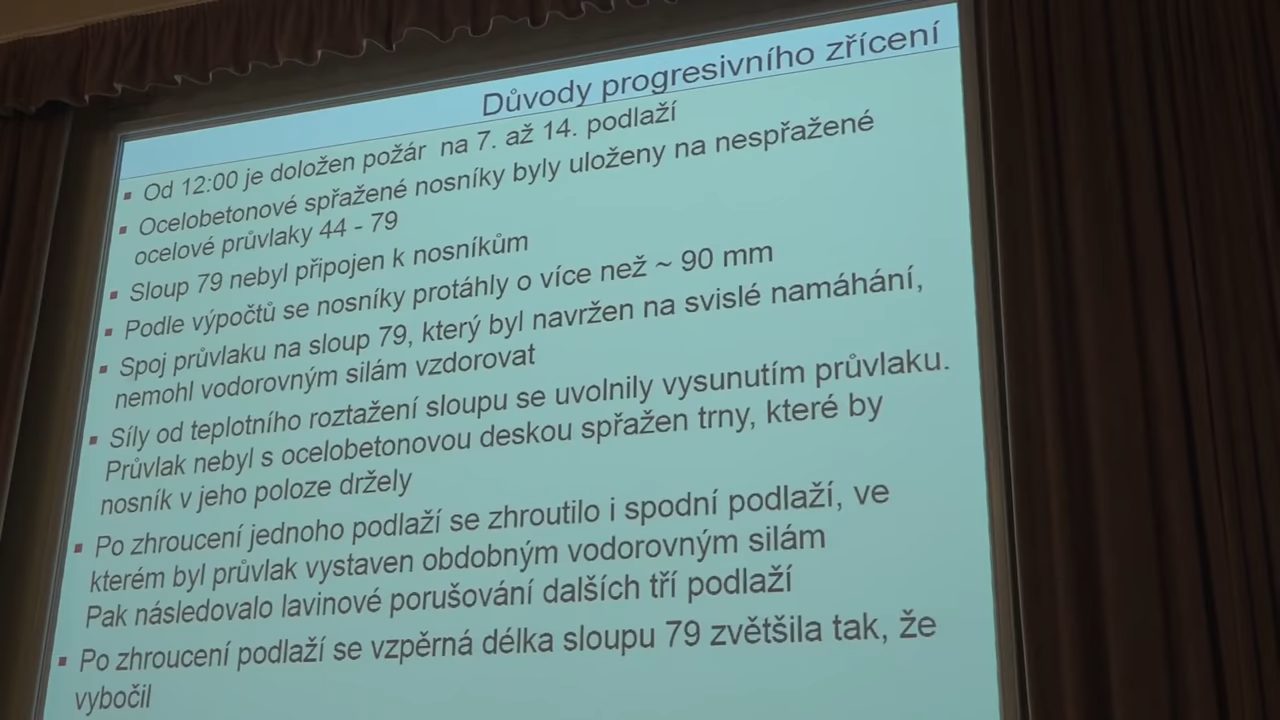 Důvody progresivního zřícení
▪ Od 12:00 je doložen požár na 7. až 14. podlaží
▪ Ocelobetonové spřažené nosníky byly uloženy na nespřažené
ocelové průvlaky 44 - 79
▪ Sloup 79 nebyl připojen k nosníkům
▪ Podle výpočtů se nosníky protáhly o více než ~ 90 mm
▪ Spoj průvlaku na sloup 79, který byl navržen na svislé namáhání,
nemohl vodorovným silám vzdorovat
▪ Síly od teplotního roztažení sloupu se uvolnily vysunutím průvlaku.
Průvlak nebyl s ocelobetonovou deskou spřažen trny, které by
nosník v jeho poloze držely
▪ Po zhroucení jednoho podlaží se zhroutilo i spodní podlaží, ve
kterém byl průvlak vystaven obdobným vodorovným silám
Pak následovalo lavinové porušování dalších tří podlaží
▪ Po zhroucení podlaží se vzpěrná délka sloupu 79 zvětšila tak, že
vybočil